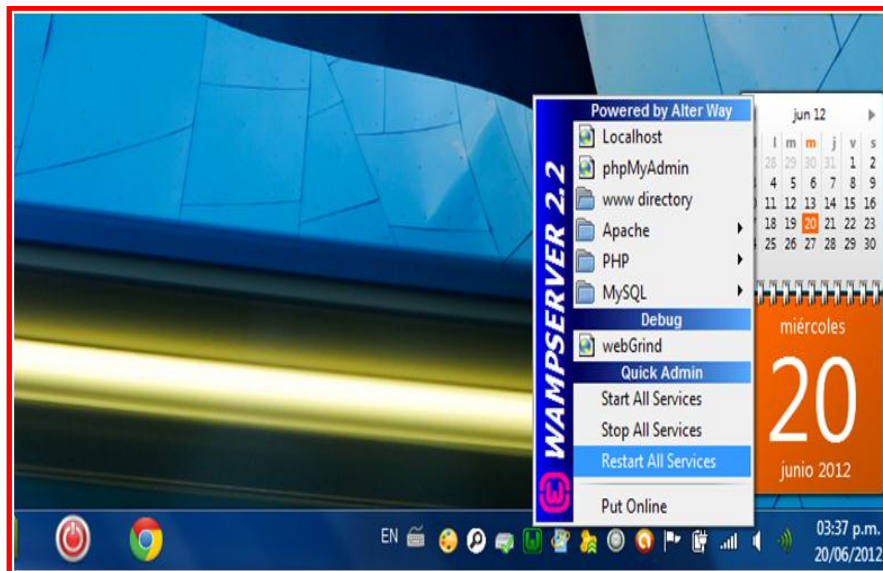 Powered by Alter Way
Localhost
phpMyAdmin
www directory
Apache
PHP
MySQL
Debug
webGrind
Quick Admin
Start All Services
Stop All Services
Restart All Services
Put Online
WAMPSERVER 2.2
jun 12
l m m j v s
28 29 30 31 1 2
4 5 6 7 8 9
11 12 13 14 15 16
18 19 20 21 22 23
25 26 27 28 29 30
miércoles
20
junio 2012
EN
03:37 p.m.
20/06/2012